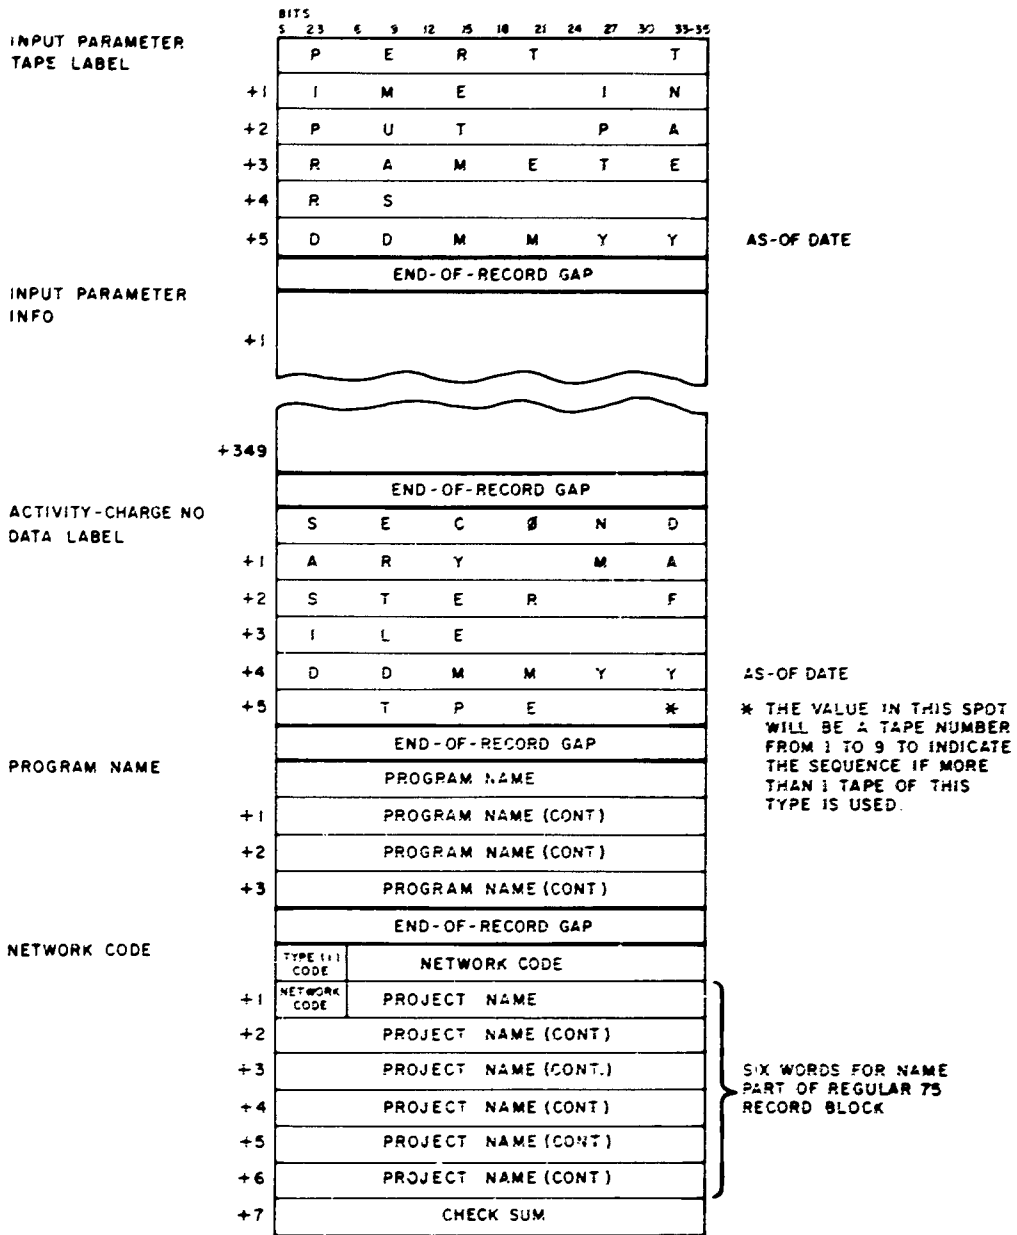 BITS
S 23 6 9 12 15 18 21 24 27 30 33-35
INPUT PARAMETER
TAPE LABEL
P E R T T
+1 I M E I N
+2 P U T P A
+3 R A M E T E
+4 R S
+5 D D M M Y Y AS-OF DATE
END-OF-RECORD GAP
INPUT PARAMETER
INFO
+1
+349
END-OF-RECORD GAP
ACTIVITY-CHARGE NO
DATA LABEL
S E C Ø N D
+1 A R Y M A
+2 S T E R F
+3 I L E
+4 D D M M Y Y AS-OF DATE
+5 T P E *
* THE VALUE IN THIS SPOT
WILL BE A TAPE NUMBER
FROM 1 TO 9 TO INDICATE
THE SEQUENCE IF MORE
THAN 1 TAPE OF THIS
TYPE IS USED.
END-OF-RECORD GAP
PROGRAM NAME
PROGRAM NAME
+1 PROGRAM NAME (CONT)
+2 PROGRAM NAME (CONT)
+3 PROGRAM NAME (CONT)
END-OF-RECORD GAP
NETWORK CODE
TYPE (1)
CODE
NETWORK CODE
+1 NETWORK
CODE
PROJECT NAME
+2 PROJECT NAME (CONT)
+3 PROJECT NAME (CONT.)
+4 PROJECT NAME (CONT)
+5 PROJECT NAME (CONT)
+6 PROJECT NAME (CONT)
SIX WORDS FOR NAME
PART OF REGULAR 75
RECORD BLOCK
+7 CHECK SUM